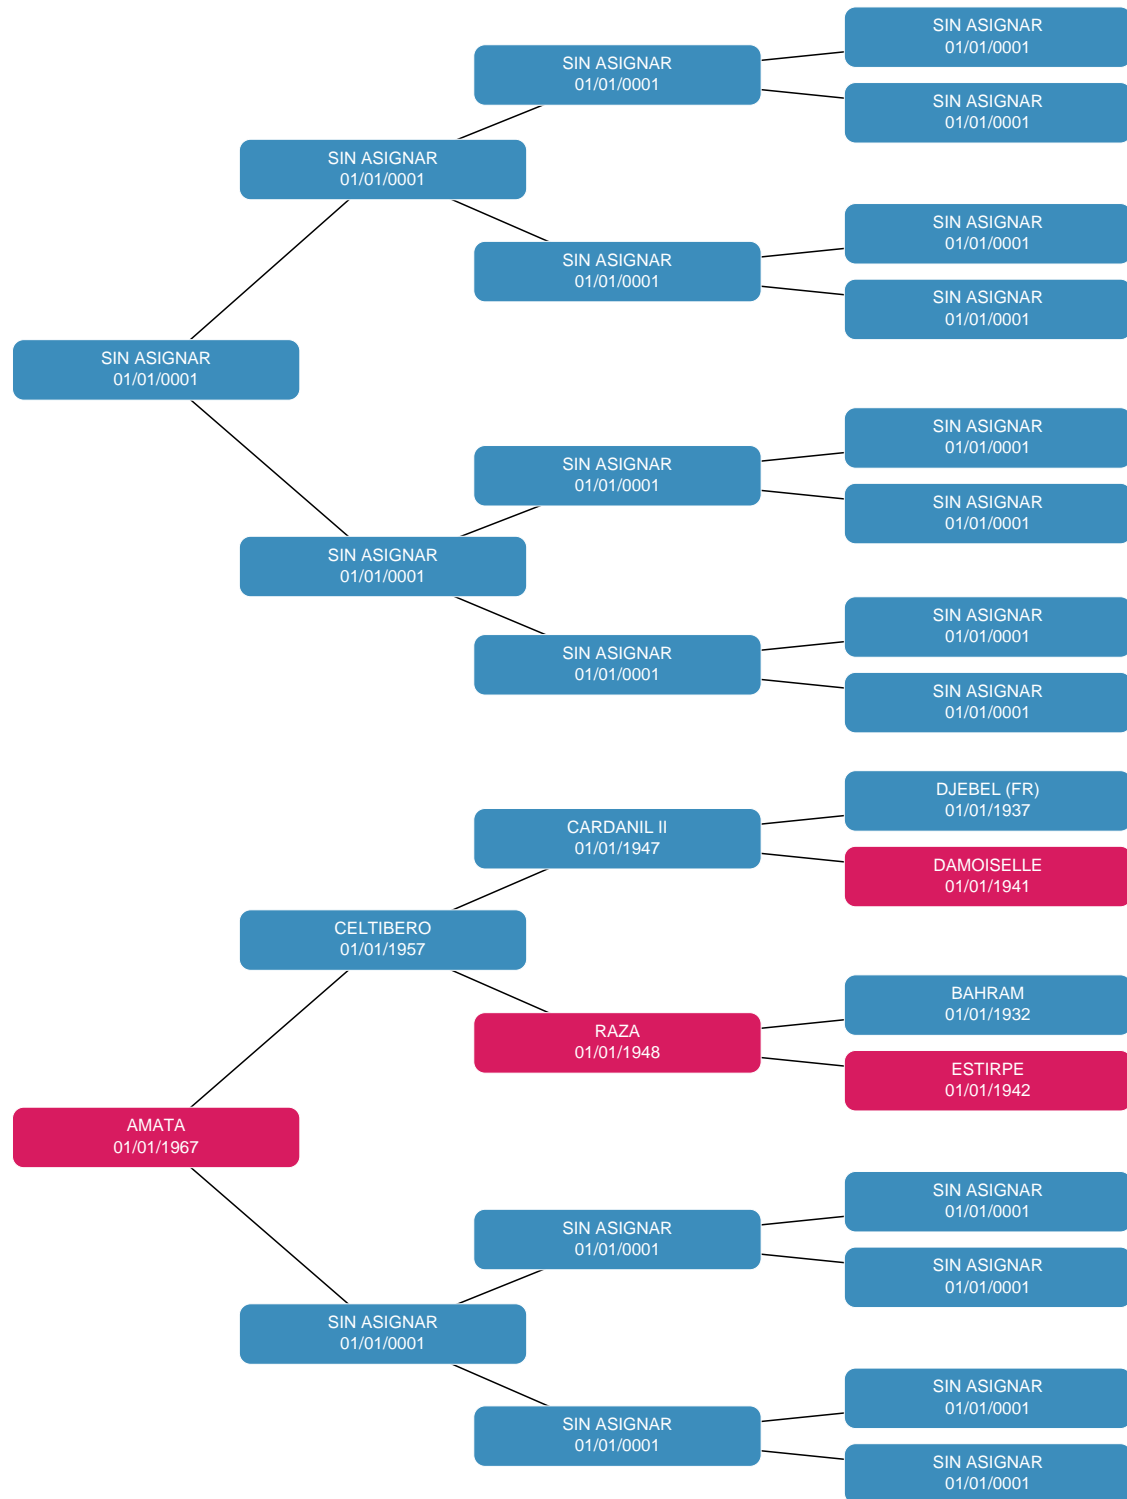 SIN ASIGNAR
01/01/0001
SIN ASIGNAR
01/01/0001
SIN ASIGNAR
01/01/0001
SIN ASIGNAR
01/01/0001
SIN ASIGNAR
01/01/0001
SIN ASIGNAR
01/01/0001
SIN ASIGNAR
01/01/0001
SIN ASIGNAR
01/01/0001
SIN ASIGNAR
01/01/0001
SIN ASIGNAR
01/01/0001
SIN ASIGNAR
01/01/0001
SIN ASIGNAR
01/01/0001
SIN ASIGNAR
01/01/0001
SIN ASIGNAR
01/01/0001
SIN ASIGNAR
01/01/0001
DJEBEL (FR)
01/01/1937
CARDANIL II
01/01/1947
DAMOISELLE
01/01/1941
CELTIBERO
01/01/1957
BAHRAM
01/01/1932
RAZA
01/01/1948
ESTIRPE
01/01/1942
AMATA
01/01/1967
SIN ASIGNAR
01/01/0001
SIN ASIGNAR
01/01/0001
SIN ASIGNAR
01/01/0001
SIN ASIGNAR
01/01/0001
SIN ASIGNAR
01/01/0001
SIN ASIGNAR
01/01/0001
SIN ASIGNAR
01/01/0001